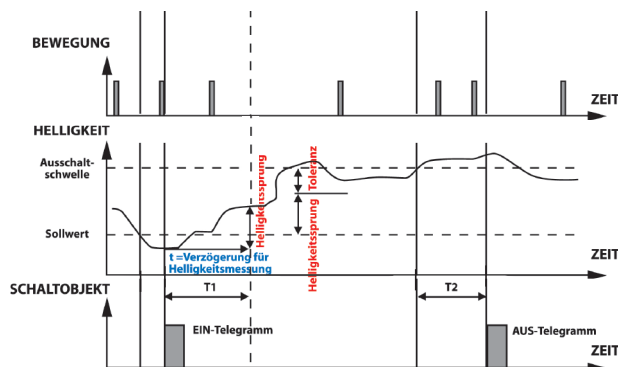 BEWEGUNG
ZEIT
HELLIGKEIT
Ausschalt-
schwelle
Helligkeitssprung
Toleranz
Helligkeitssprung
Sollwert
t =Verzögerung für
Helligkeitsmessung
ZEIT
SCHALTOBJEKT
T1
T2
EIN-Telegramm
AUS-Telegramm
ZEIT